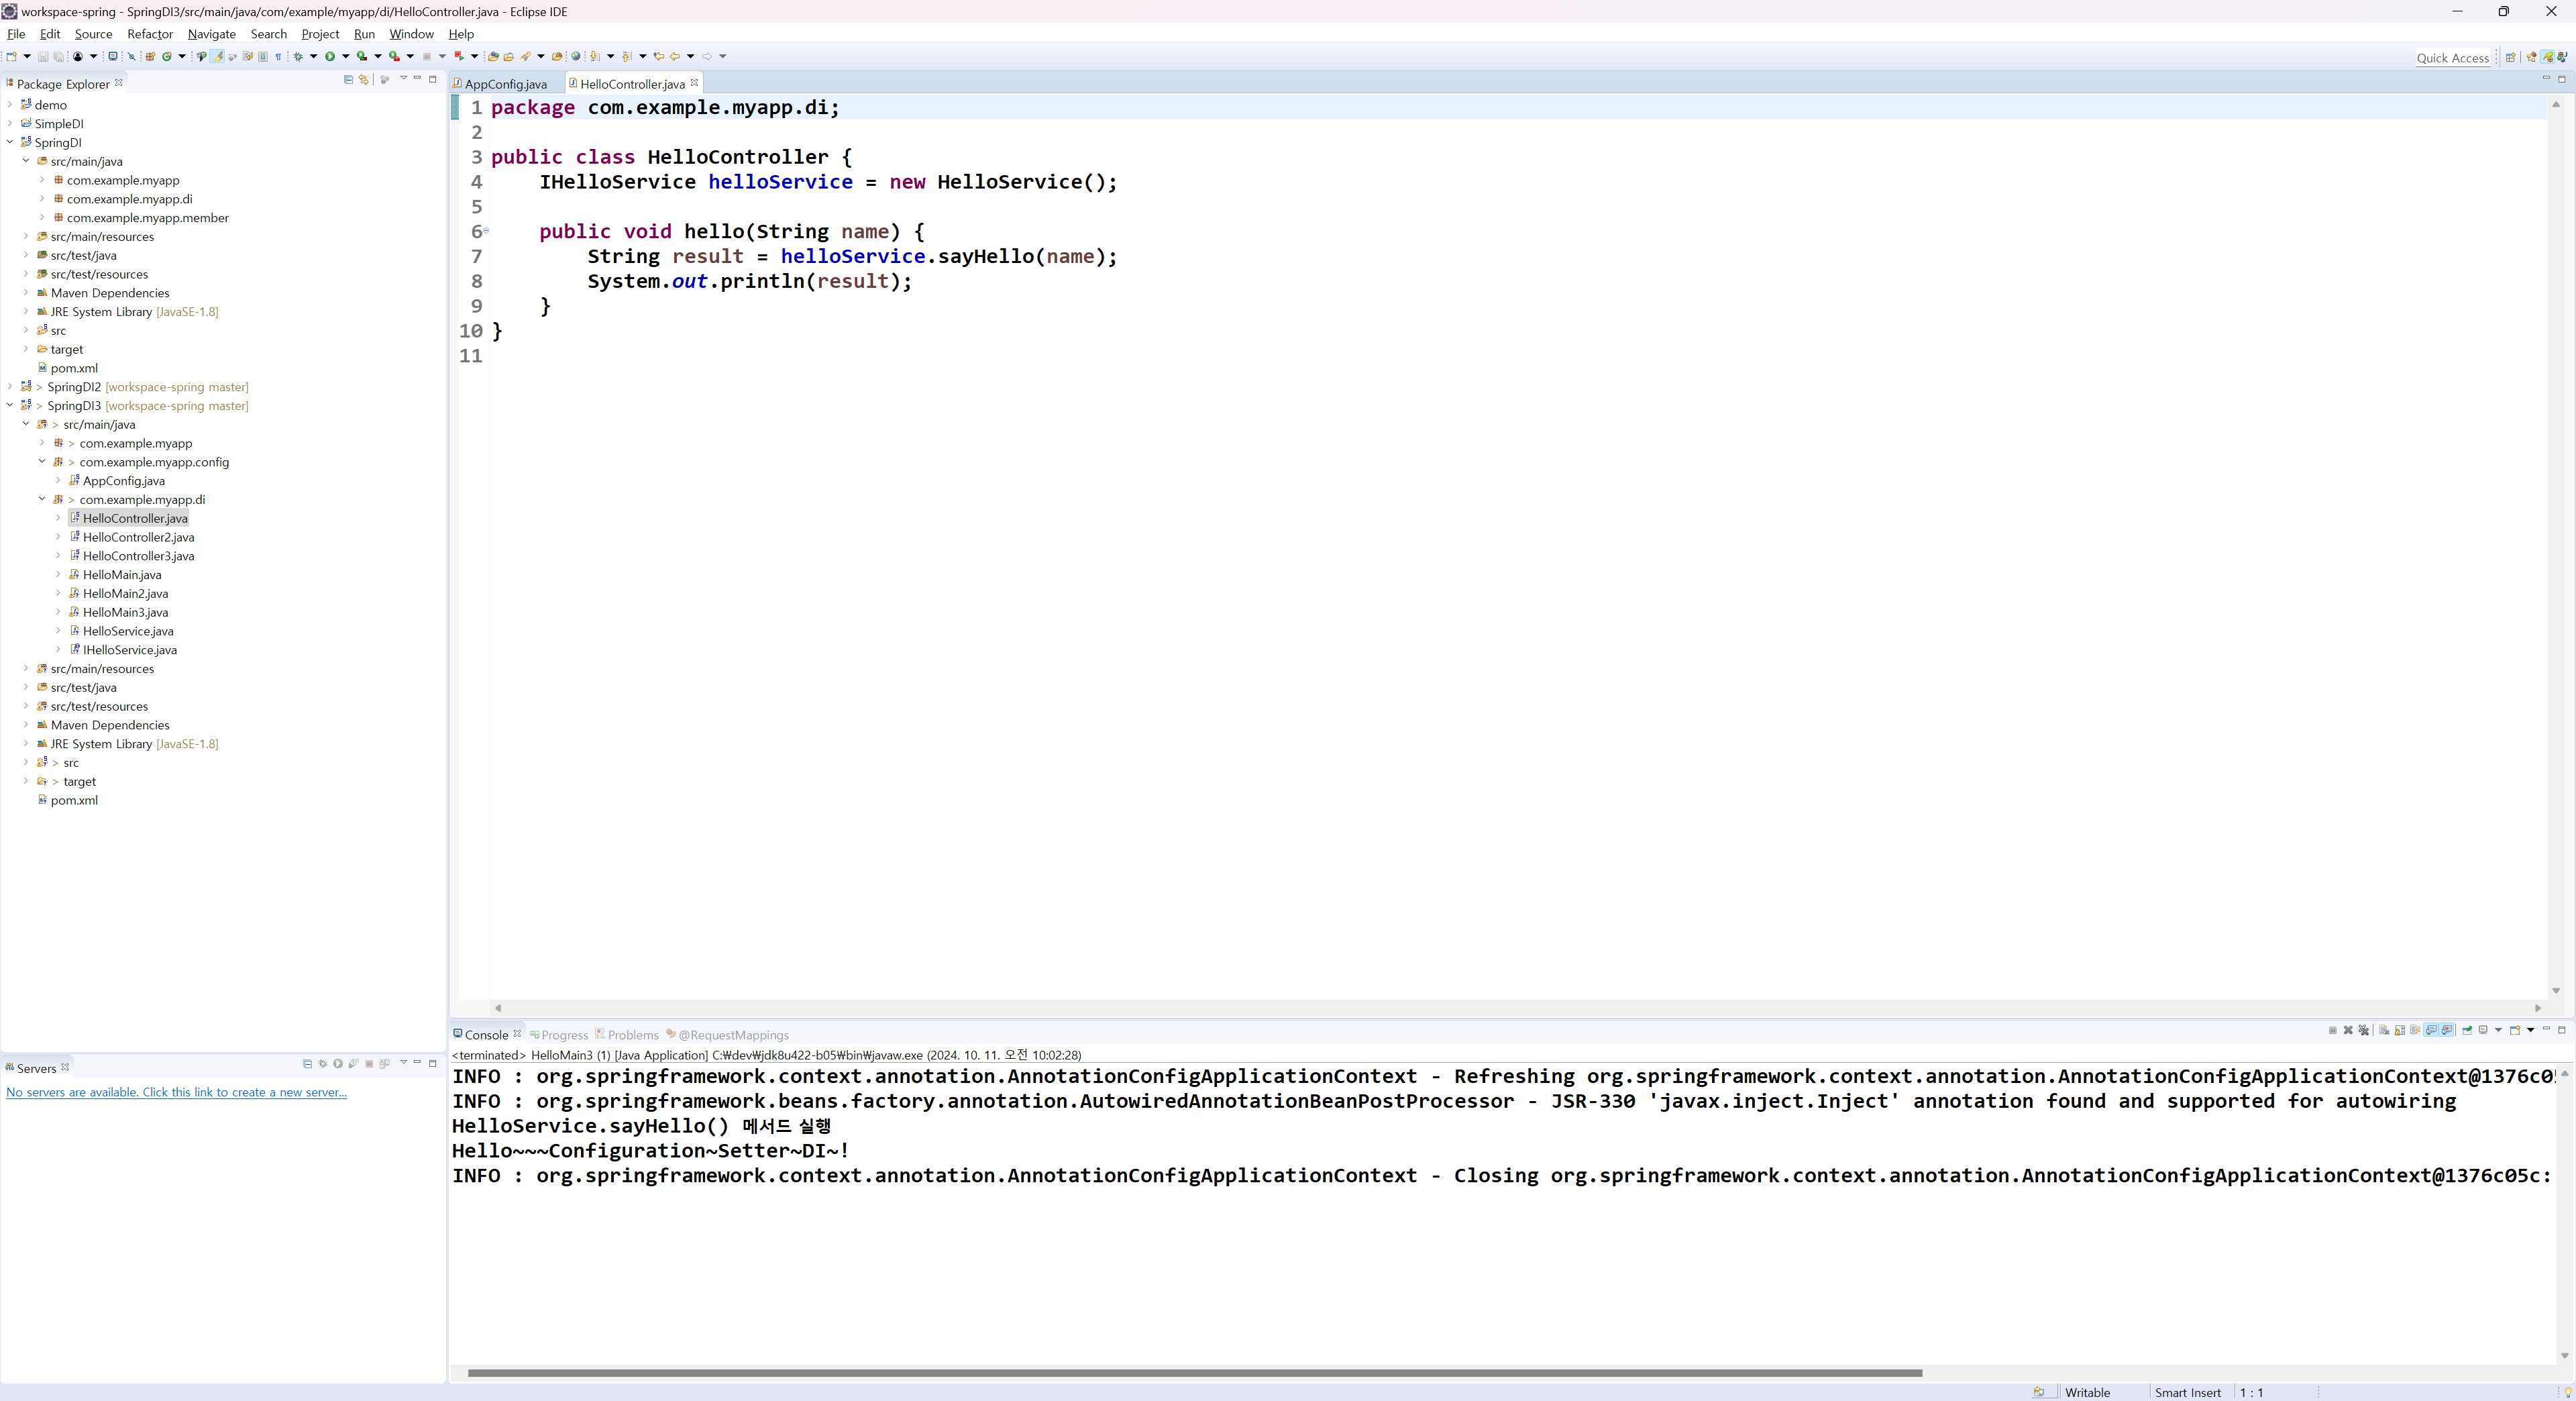 workspace-spring - SpringDI3/src/main/java/com/example/myapp/di/HelloController.java - Eclipse IDE
File Edit Source Refactor Navigate Search Project Run Window Help
Quick Access
Package Explorer
demo
SimpleDI
SpringDI
src/main/java
com.example.myapp
com.example.myapp.di
com.example.myapp.member
src/main/resources
src/test/java
src/test/resources
Maven Dependencies
JRE System Library [JavaSE-1.8]
src
target
pom.xml
> SpringDI2 [workspace-spring master]
> SpringDI3 [workspace-spring master]
> src/main/java
> com.example.myapp
> com.example.myapp.config
AppConfig.java
> com.example.myapp.di
HelloController.java
HelloController2.java
HelloController3.java
HelloMain.java
HelloMain2.java
HelloMain3.java
HelloService.java
IHelloService.java
src/main/resources
src/test/java
src/test/resources
Maven Dependencies
JRE System Library [JavaSE-1.8]
> src
> target
pom.xml
Servers
No servers are available. Click this link to create a new server...
AppConfig.java HelloController.java
1 package com.example.myapp.di;
2
3 public class HelloController {
4 IHelloService helloService = new HelloService();
5
6 public void hello(String name) {
7 String result = helloService.sayHello(name);
8 System.out.println(result);
9 }
10 }
11
Console Progress Problems @RequestMappings
<terminated> HelloMain3 (1) [Java Application] C:₩dev₩jdk8u422-b05₩bin₩javaw.exe (2024. 10. 11. 오전 10:02:28)
INFO : org.springframework.context.annotation.AnnotationConfigApplicationContext - Refreshing org.springframework.context.annotation.AnnotationConfigApplicationContext@1376c05
INFO : org.springframework.beans.factory.annotation.AutowiredAnnotationBeanPostProcessor - JSR-330 'javax.inject.Inject' annotation found and supported for autowiring
HelloService.sayHello() 메서드 실행
Hello~~~Configuration~Setter~DI~!
INFO : org.springframework.context.annotation.AnnotationConfigApplicationContext - Closing org.springframework.context.annotation.AnnotationConfigApplicationContext@1376c05c:
Writable Smart Insert 1 : 1